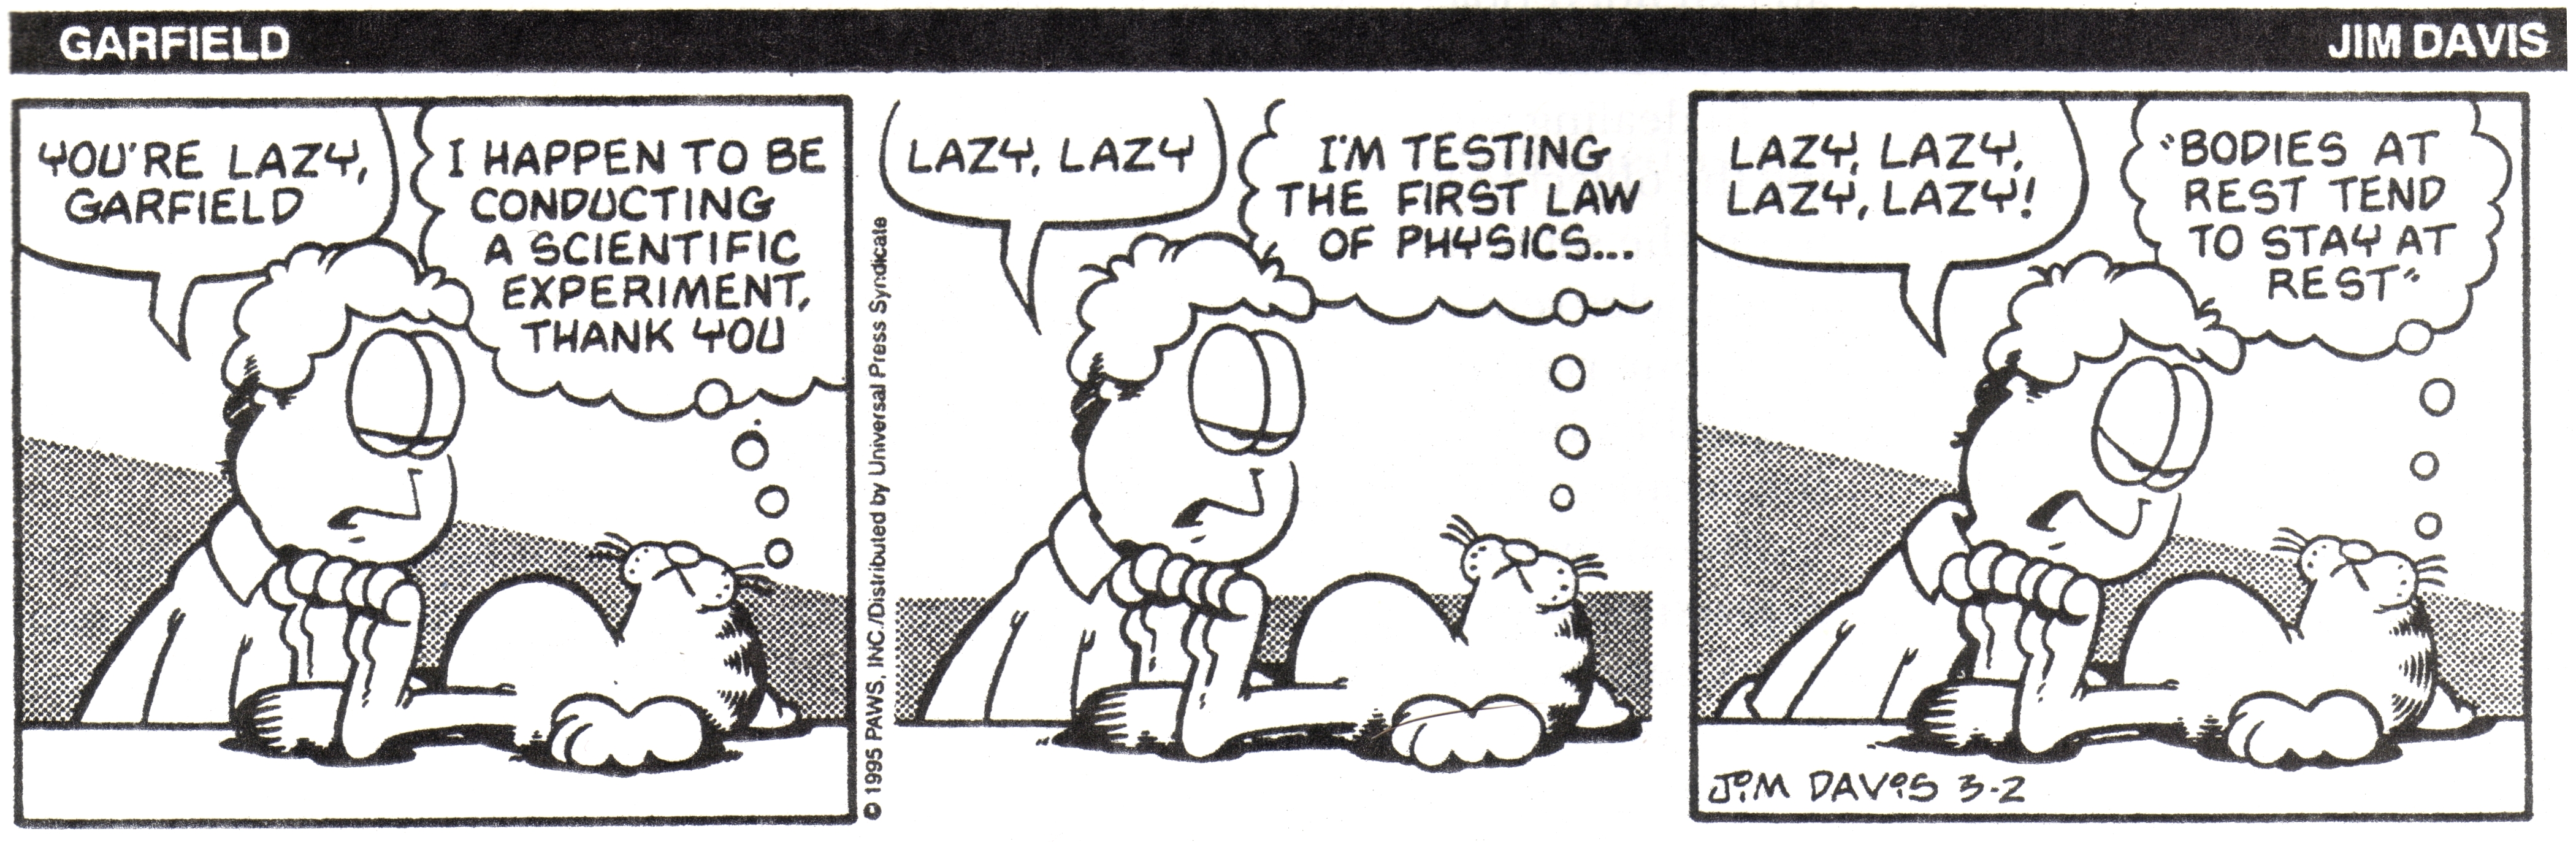 GARFIELD
JIM DAVIS
YOU'RE LAZY,
GARFIELD
I HAPPEN TO BE
CONDUCTING
A SCIENTIFIC
EXPERIMENT,
THANK YOU
© 1995 PAWS, INC./Distributed by Universal Press Syndicate
LAZY, LAZY
I'M TESTING
THE FIRST LAW
OF PHYSICS...
LAZY, LAZY,
LAZY, LAZY!
"BODIES AT
REST TEND
TO STAY AT
REST"
JIM DAVIS 3-2